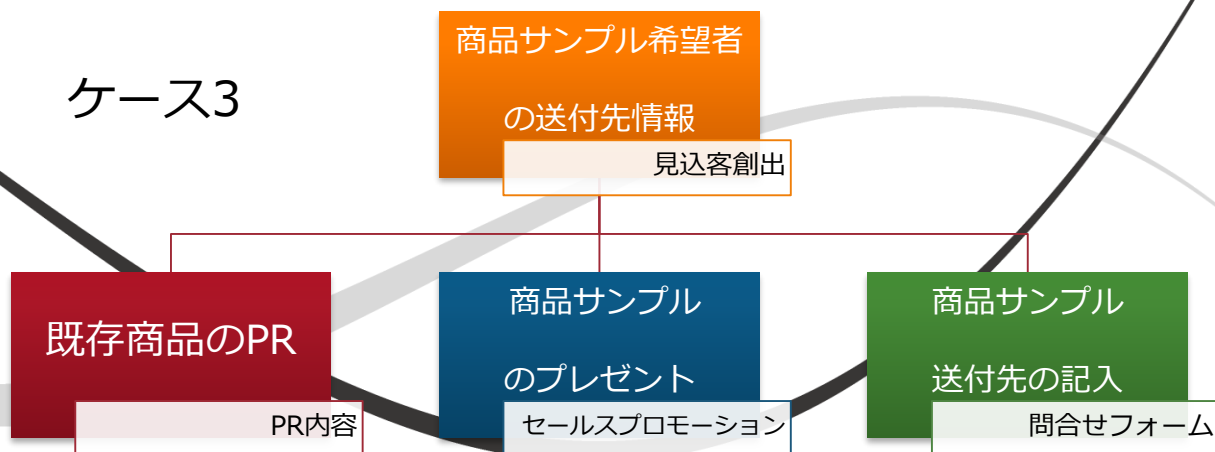 ケース3
商品サンプル希望者
の送付先情報
見込客創出
既存商品のPR
PR内容
商品サンプル
のプレゼント
セールスプロモーション
商品サンプル
送付先の記入
問合せフォーム